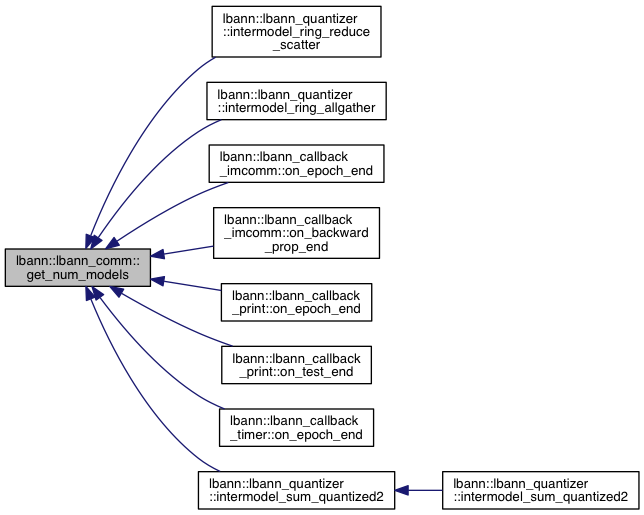 lbann::lbann_quantizer
::intermodel_ring_reduce
_scatter
lbann::lbann_quantizer
::intermodel_ring_allgather
lbann::lbann_callback
_imcomm::on_epoch_end
lbann::lbann_callback
_imcomm::on_backward
_prop_end
lbann::lbann_comm::
get_num_models
lbann::lbann_callback
_print::on_epoch_end
lbann::lbann_callback
_print::on_test_end
lbann::lbann_callback
_timer::on_epoch_end
lbann::lbann_quantizer
::intermodel_sum_quantized2
lbann::lbann_quantizer
::intermodel_sum_quantized2